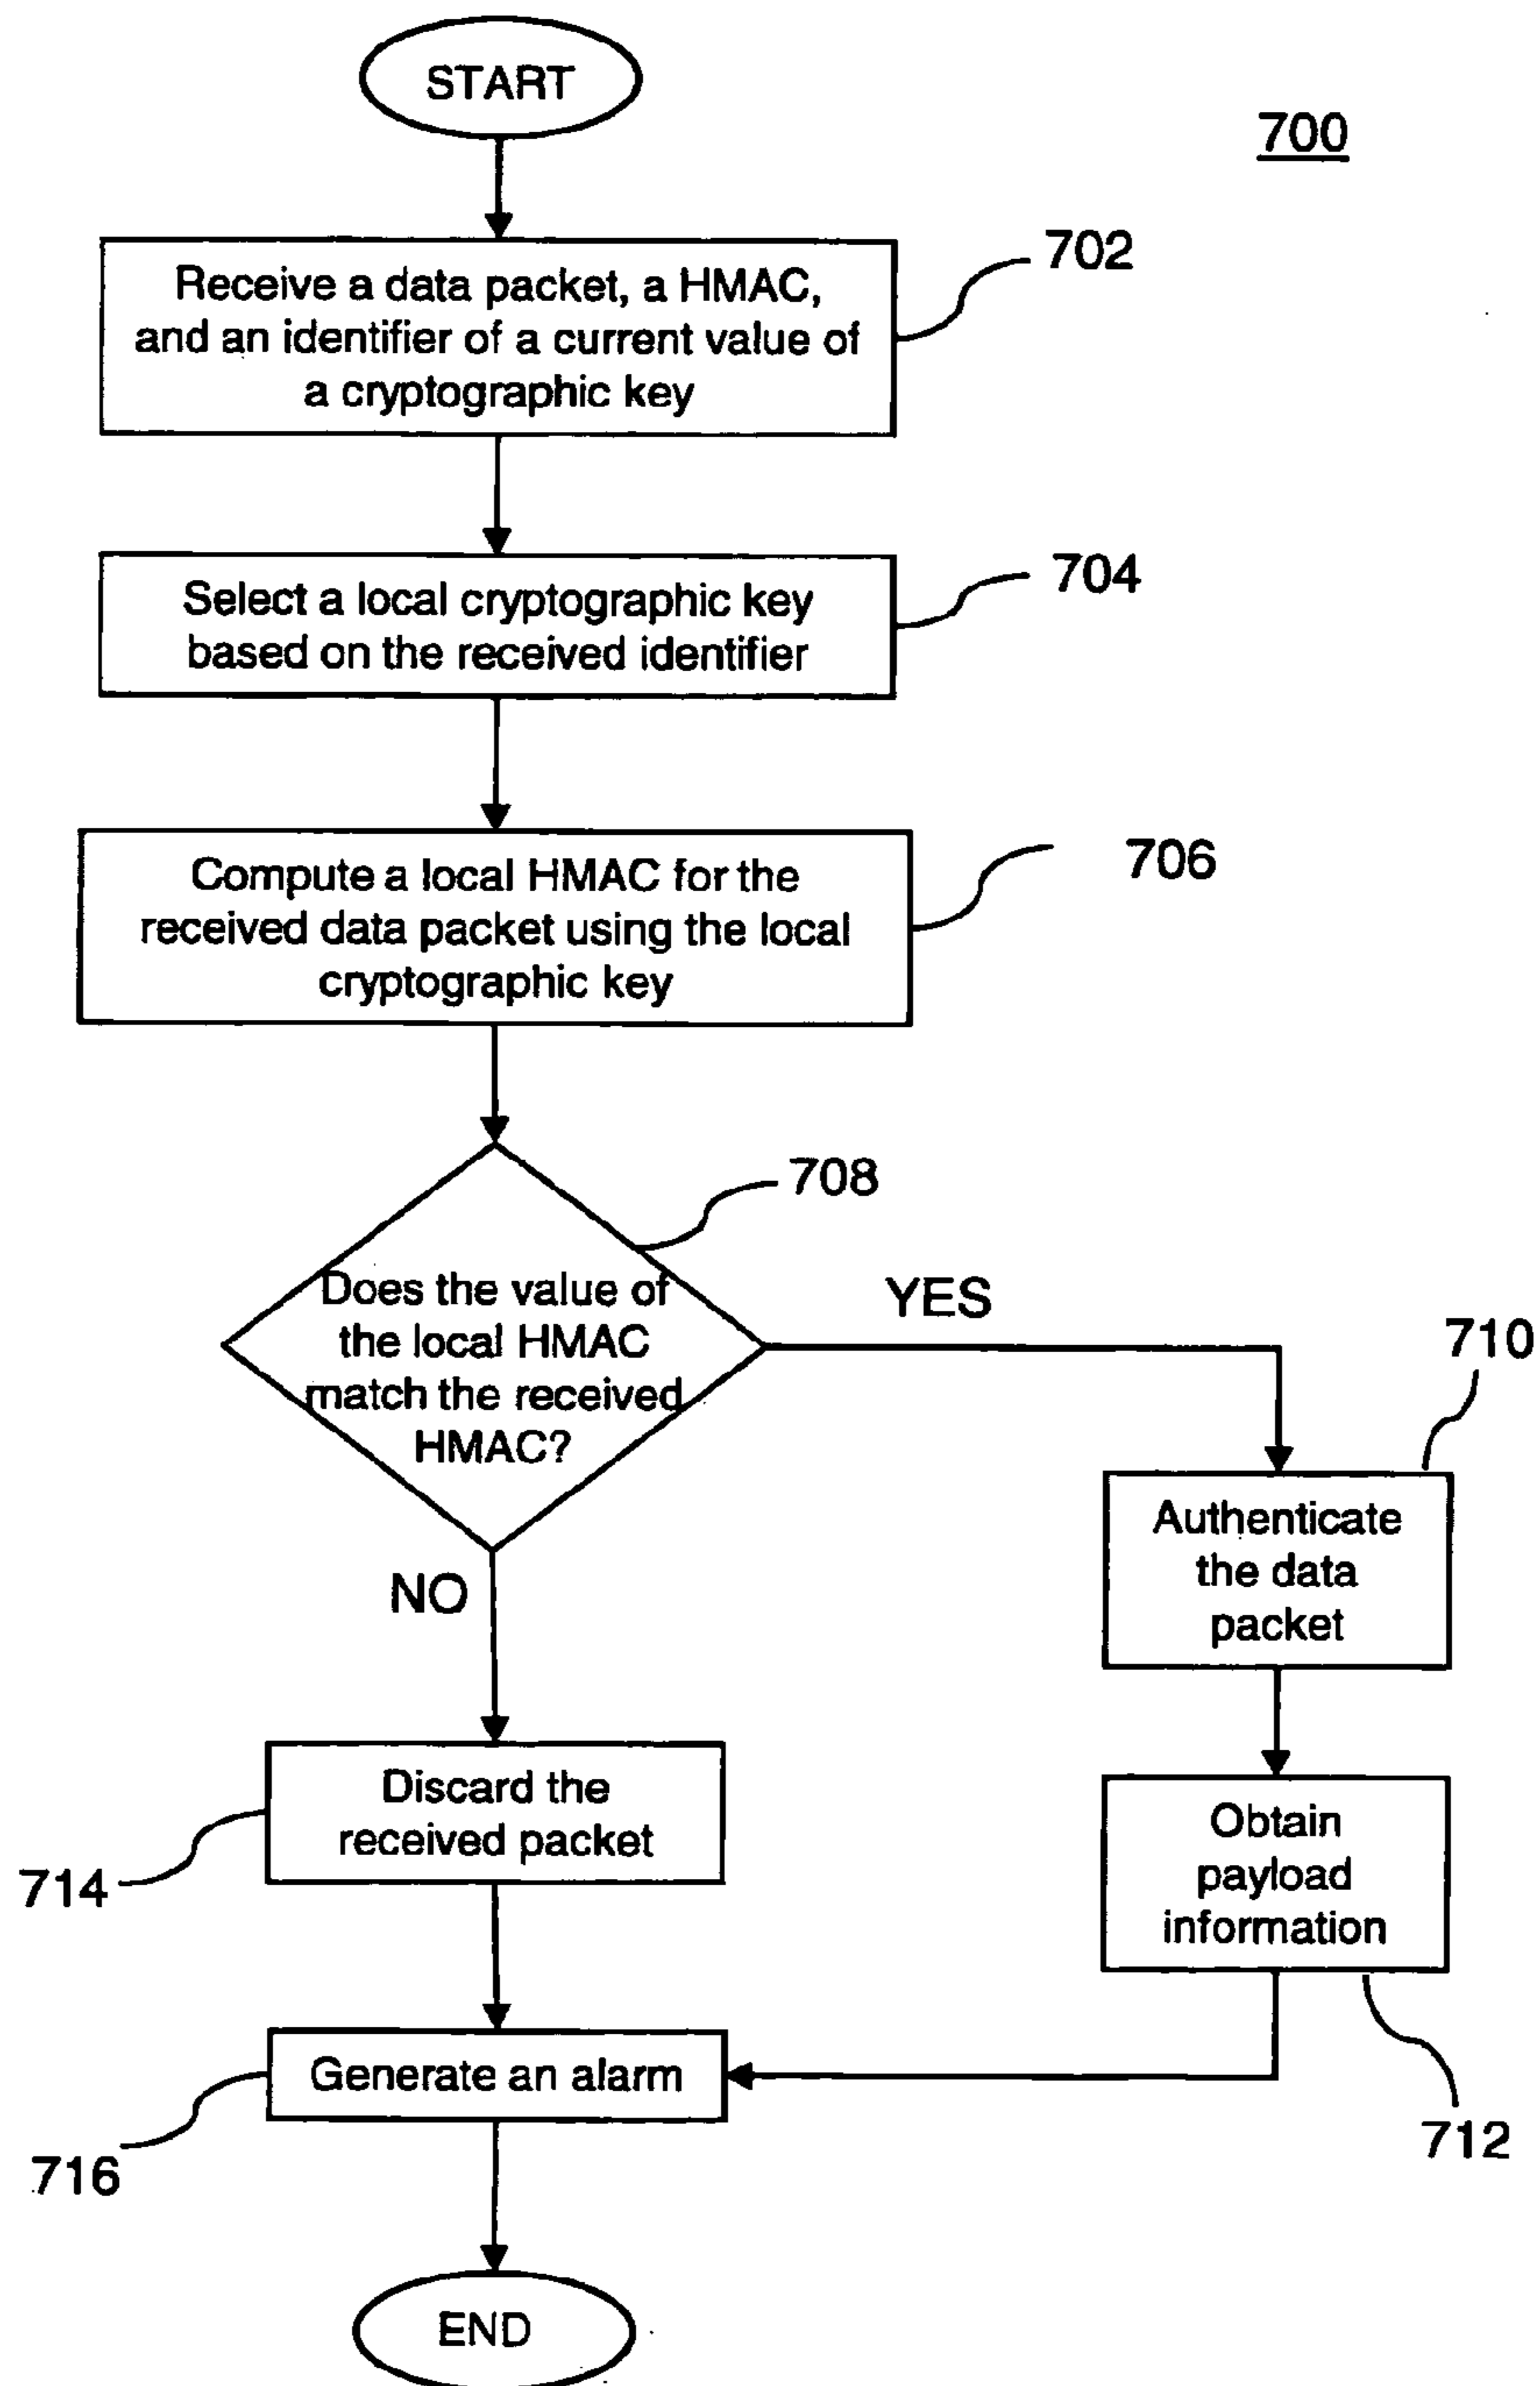 START
700
Receive a data packet, a HMAC,
and an identifier of a current value of
a cryptographic key
702
Select a local cryptographic key
based on the received identifier
704
Compute a local HMAC for the
received data packet using the local
cryptographic key
706
Does the value of
the local HMAC
match the received
HMAC?
708
YES
NO
710
Authenticate
the data
packet
Discard the
received packet
714
Obtain
payload
information
712
Generate an alarm
716
END